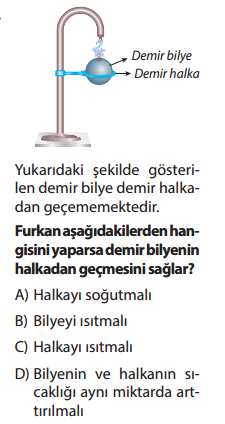 Demir bilye
Demir halka
Yukarıdaki şekilde gösteri-
len demir bilye demir halka-
dan geçememektedir.
Furkan aşağıdakilerden han-
gisini yaparsa demir bilyenin
halkadan geçmesini sağlar?
A) Halkayı soğutmalı
B) Bilyeyi ısıtmalı
C) Halkayı ısıtmalı
D) Bilyenin ve halkanın sı-
caklığı aynı miktarda art-
tırılmalı